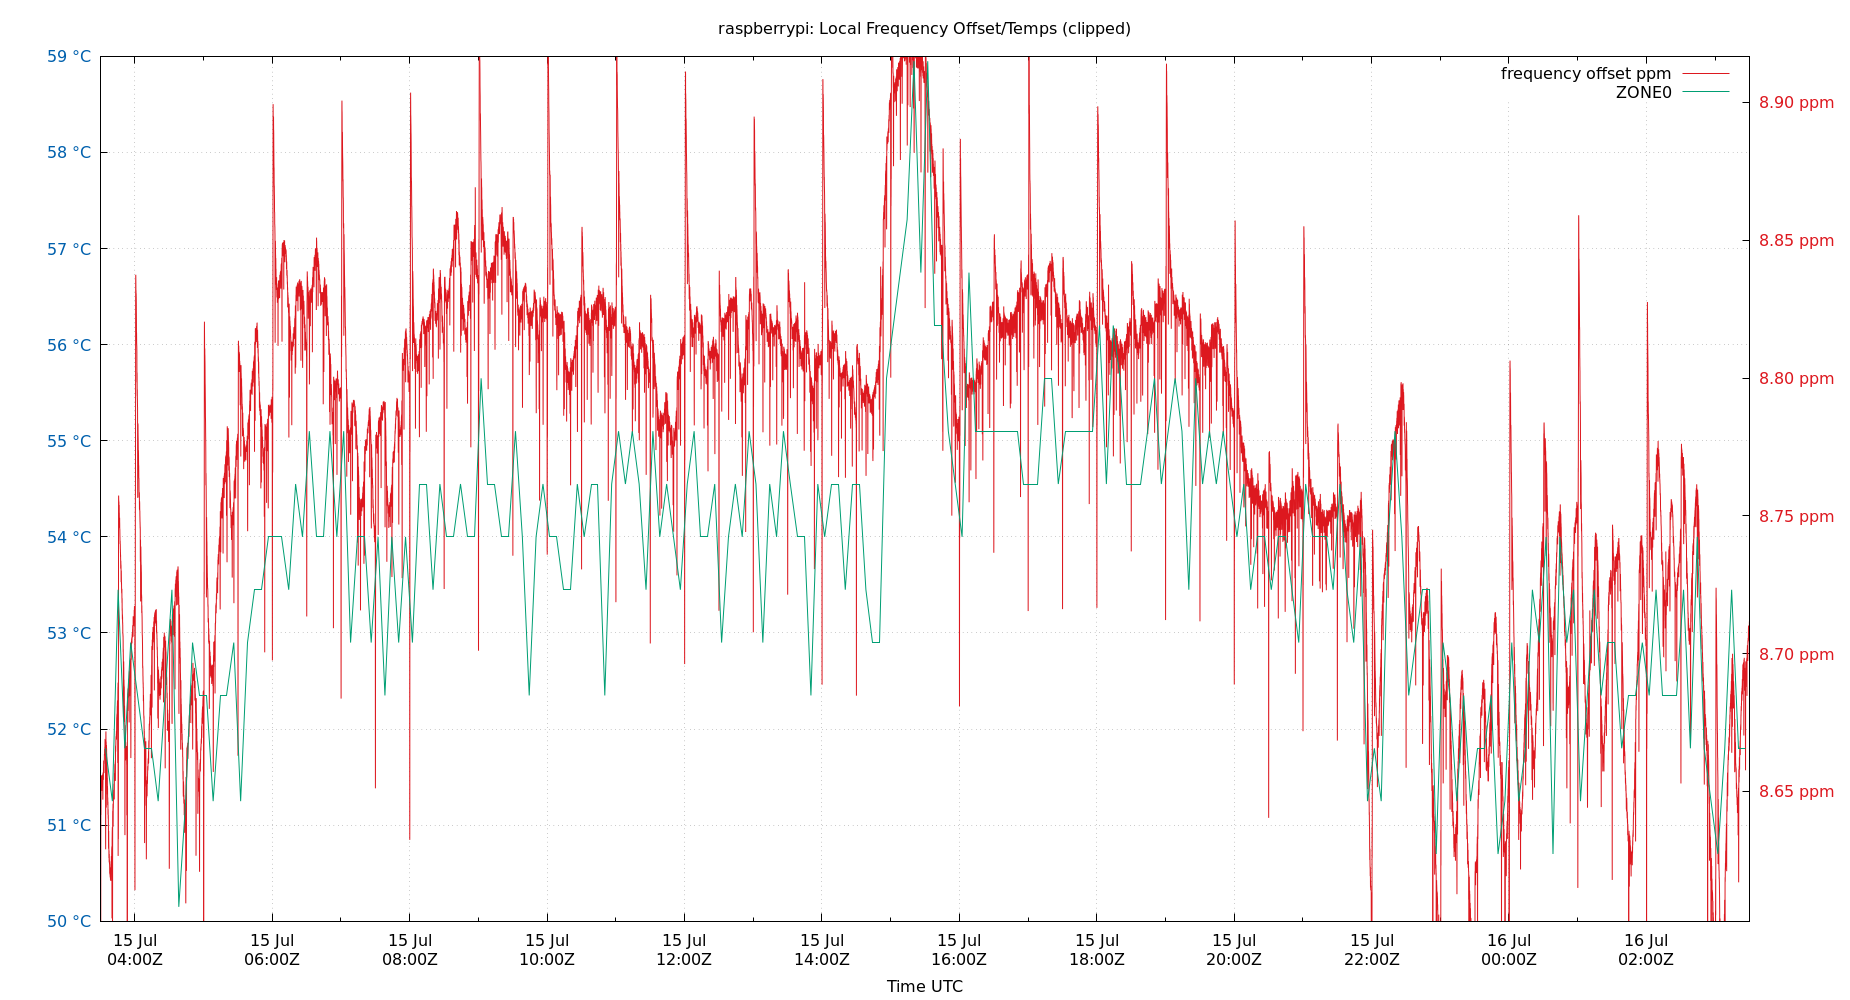 raspberrypi: Local Frequency Offset/Temps (clipped)
frequency offset ppm
ZONE0
59 °C
58 °C
57 °C
56 °C
55 °C
54 °C
53 °C
52 °C
51 °C
50 °C
8.90 ppm
8.85 ppm
8.80 ppm
8.75 ppm
8.70 ppm
8.65 ppm
15 Jul
04:00Z
15 Jul
06:00Z
15 Jul
08:00Z
15 Jul
10:00Z
15 Jul
12:00Z
15 Jul
14:00Z
15 Jul
16:00Z
15 Jul
18:00Z
15 Jul
20:00Z
15 Jul
22:00Z
16 Jul
00:00Z
16 Jul
02:00Z
Time UTC